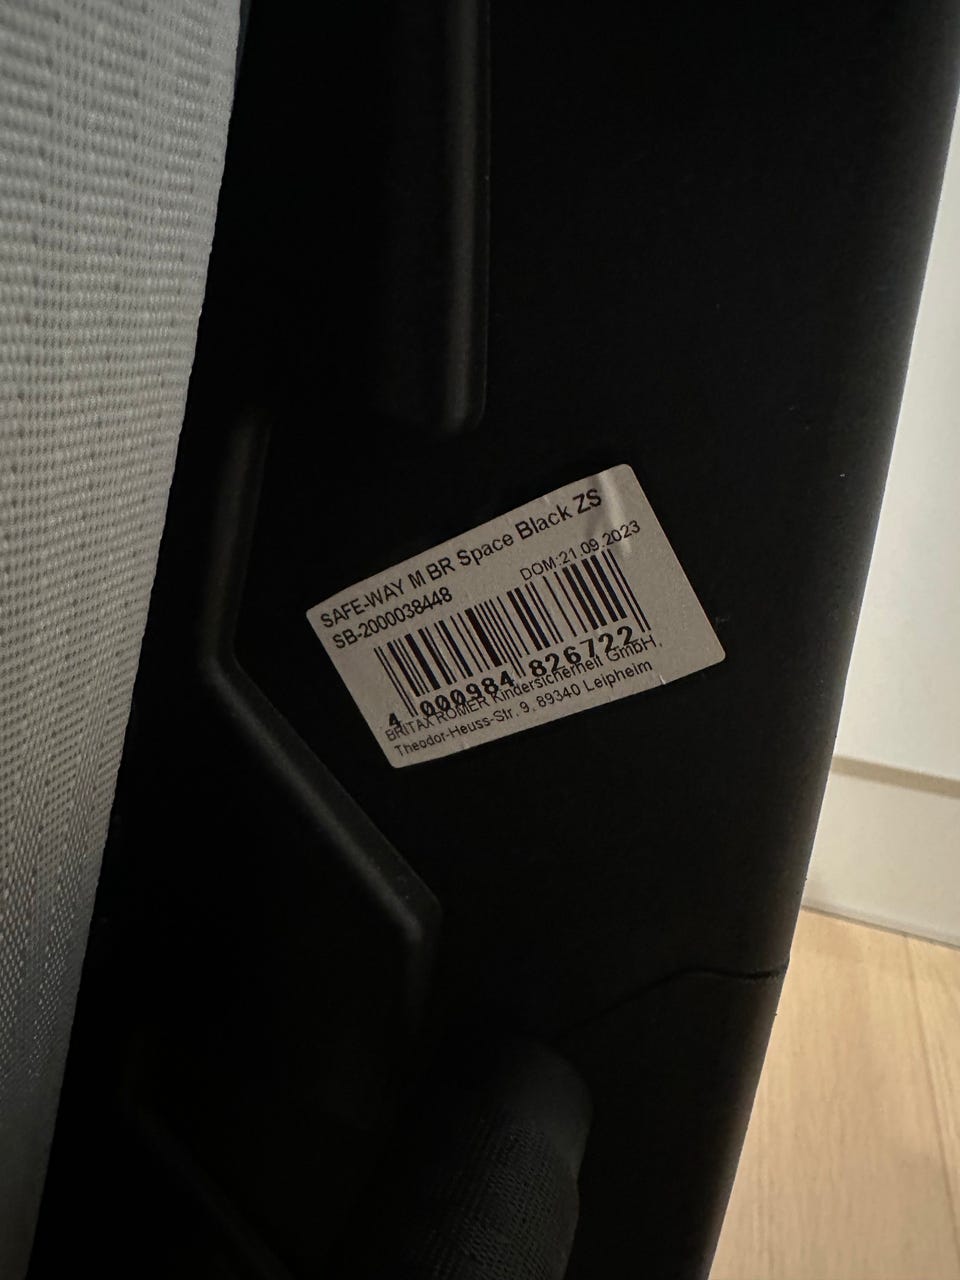 SAFE-WAY M BR Space Black ZS
SB-2000038448
DOM:21.09.2023
4 000984 826722
BRITAX RÖMER Kindersicherheit GmbH,
Theodor-Heuss-Str. 9, 89340 Leipheim